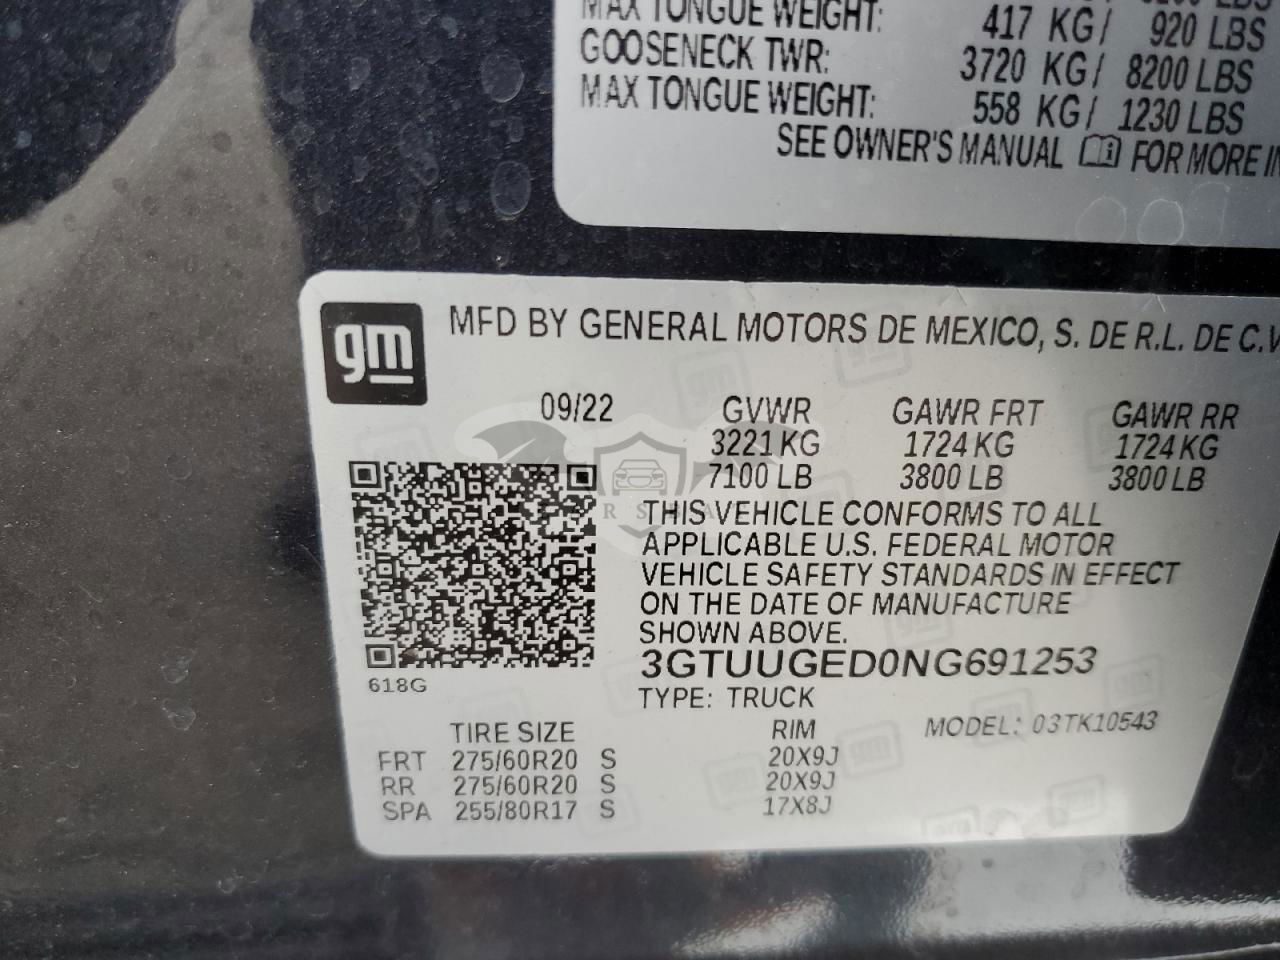 MAX TONGUE WEIGHT: 417 KG/ 920 LBS
GOOSENECK TWR: 3720 KG/ 8200 LBS
MAX TONGUE WEIGHT: 558 KG/ 1230 LBS
SEE OWNER'S MANUAL FOR MORE
gm
MFD BY GENERAL MOTORS DE MEXICO, S. DE R.L. DE C.V
09/22 GVWR GAWR FRT GAWR RR
3221 KG 1724 KG 1724 KG
7100 LB 3800 LB 3800 LB
THIS VEHICLE CONFORMS TO ALL
APPLICABLE U.S. FEDERAL MOTOR
VEHICLE SAFETY STANDARDS IN EFFECT
ON THE DATE OF MANUFACTURE
SHOWN ABOVE.
3GTUUGED0NG691253
618G
TYPE: TRUCK
TIRE SIZE RIM MODEL: 03TK10543
FRT 275/60R20 S 20X9J
RR 275/60R20 S 20X9J
SPA 255/80R17 S 17X8J